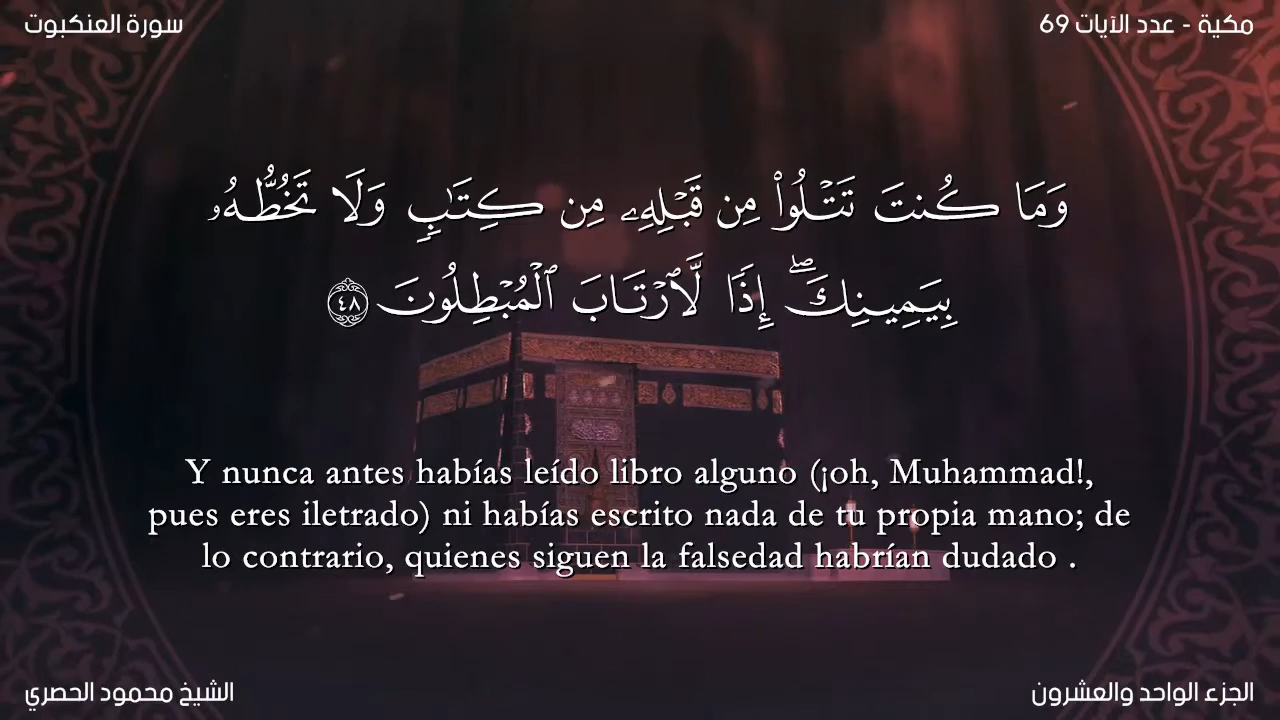 سورة العنكبوت
مكية - عدد الآيات 69
وَمَا كُنتَ تَتْلُوا۟ مِن قَبْلِهِۦ مِن كِتَـٰبٍۢ وَلَا تَخُطُّهُۥ
بِيَمِينِكَ ۖ إِذًۭا لَّٱرْتَابَ ٱلْمُبْطِلُونَ ٤٨
Y nunca antes habías leído libro alguno (¡oh, Muhammad!,
pues eres iletrado) ni habías escrito nada de tu propia mano; de
lo contrario, quienes siguen la falsedad habrían dudado .
الشيخ محمود الحصري
الجزء الواحد والعشرون